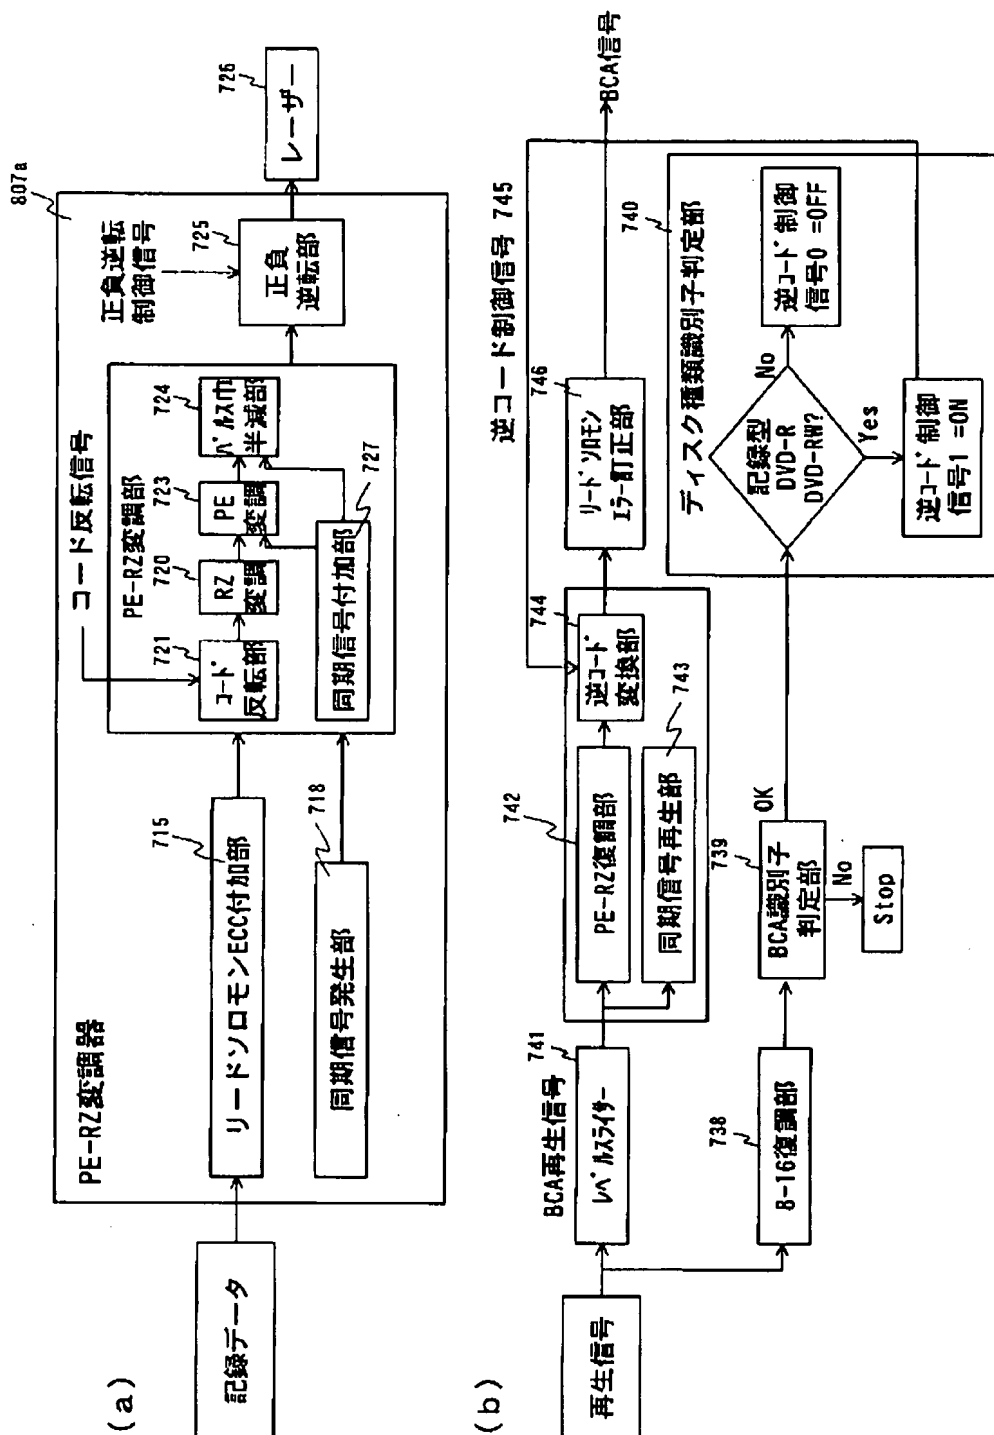 (a)
記録データ
PE-RZ変調器
807a
リードソロモンECC付加部
715
同期信号発生部
718
コード反転信号
PE-RZ変調部
コード
反転部
721
RZ
変調
720
PE
変調
723
パルス巾
半減部
724
同期信号付加部
727
正負逆転
制御信号
725
正負
逆転部
レーザー
726
(b)
再生信号
BCA再生信号
レベルスライサー
741
8-16復調部
738
PE-RZ復調部
742
同期信号再生部
743
逆コード
変換部
744
BCA識別子
判定部
739
OK
No
Stop
逆コード制御信号 745
リードソロモン
エラー訂正部
746
BCA信号
ディスク種類識別子判定部
740
記録型
DVD-R
DVD-RW?
No
逆コード制御
信号0 =OFF
Yes
逆コード制御
信号1 =ON